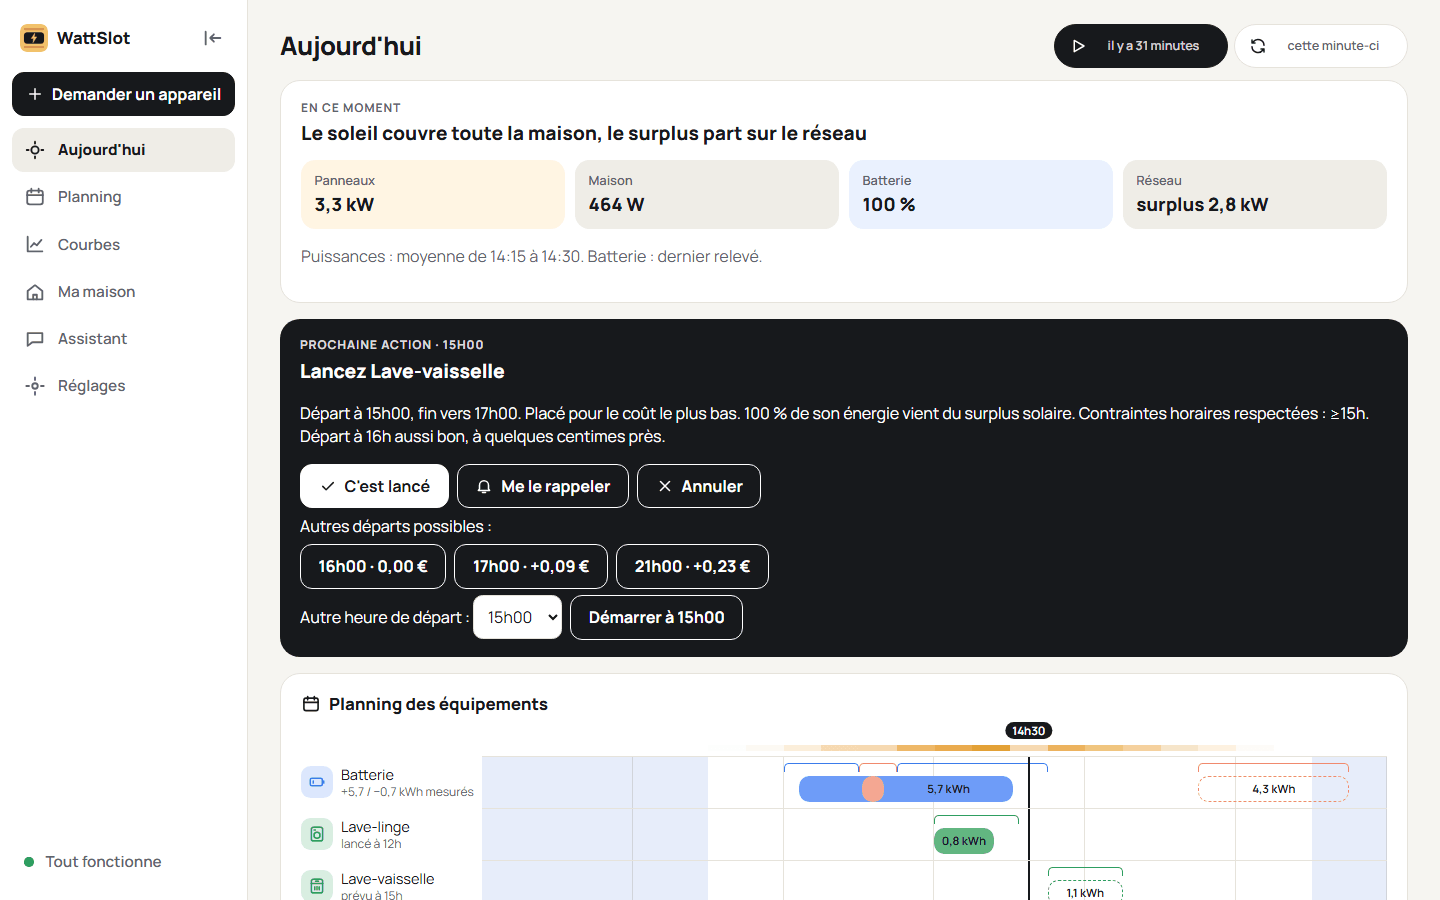 WattSlot
Demander un appareil
Aujourd'hui
Planning
Courbes
Ma maison
Assistant
Réglages
Tout fonctionne
Aujourd'hui
il y a 31 minutes
cette minute-ci
EN CE MOMENT
Le soleil couvre toute la maison, le surplus part sur le réseau
Panneaux
3,3 kW
Maison
464 W
Batterie
100 %
Réseau
surplus 2,8 kW
Puissances : moyenne de 14:15 à 14:30. Batterie : dernier relevé.
PROCHAINE ACTION · 15H00
Lancez Lave-vaisselle
Départ à 15h00, fin vers 17h00. Placé pour le coût le plus bas. 100 % de son énergie vient du surplus solaire. Contraintes horaires respectées : ≥15h.
Départ à 16h aussi bon, à quelques centimes près.
C'est lancé
Me le rappeler
Annuler
Autres départs possibles :
16h00 · 0,00 €
17h00 · +0,09 €
21h00 · +0,23 €
Autre heure de départ :
15h00
Démarrer à 15h00
Planning des équipements
14h30
Batterie
+5,7 / −0,7 kWh mesurés
5,7 kWh
4,3 kWh
Lave-linge
lancé à 12h
0,8 kWh
Lave-vaisselle
prévu à 15h
1,1 kWh